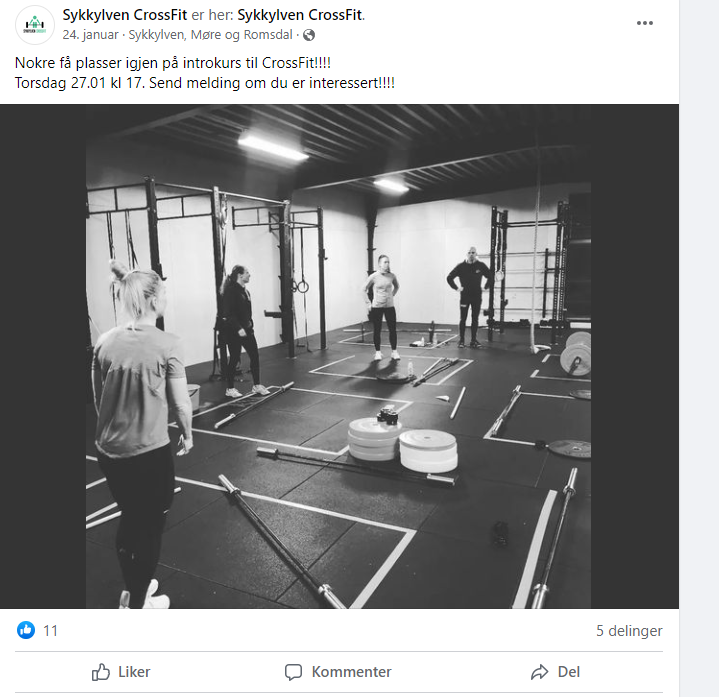 Sykkylven CrossFit er her: Sykkylven CrossFit.
24. januar · Sykkylven, Møre og Romsdal ·
Nokre få plasser igjen på introkurs til CrossFit!!!!
Torsdag 27.01 kl 17. Send melding om du er interessert!!!!
11
5 delinger
Liker
Kommenter
Del